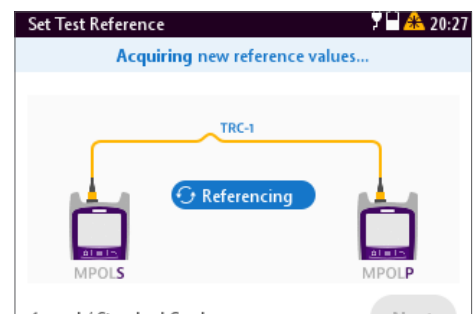 Set Test Reference 20:27
Acquiring new reference values...
TRC-1
Referencing
MPOLS MPOLP